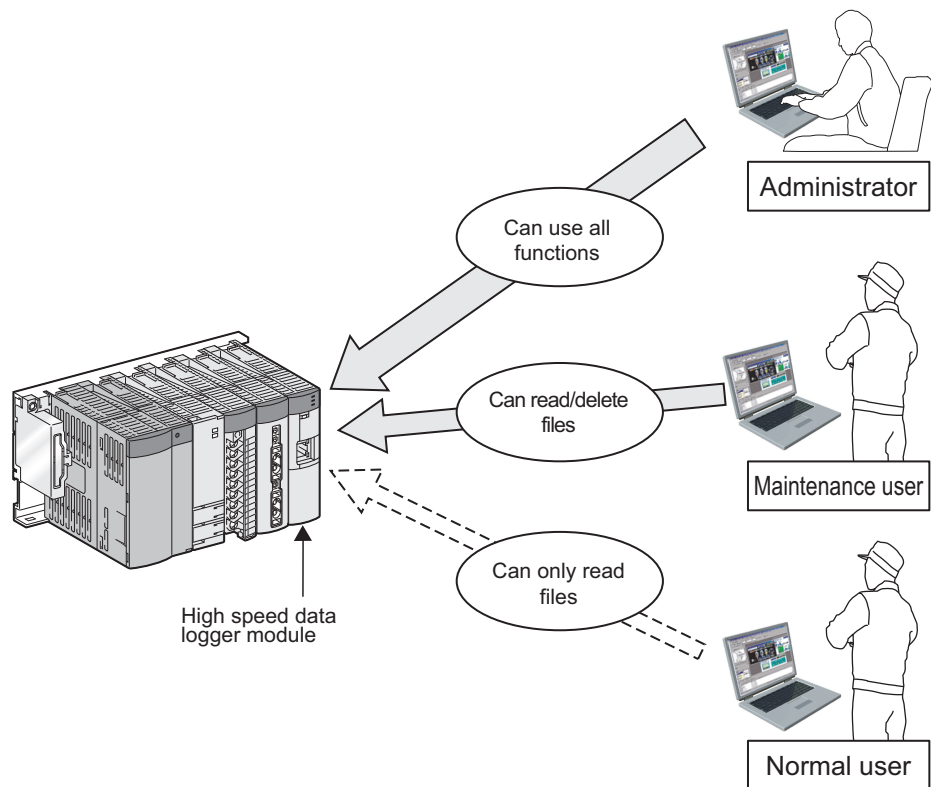 Administrator
Can use all
functions
Can read/delete
files
Maintenance user
Can only read
files
High speed data
logger module
Normal user